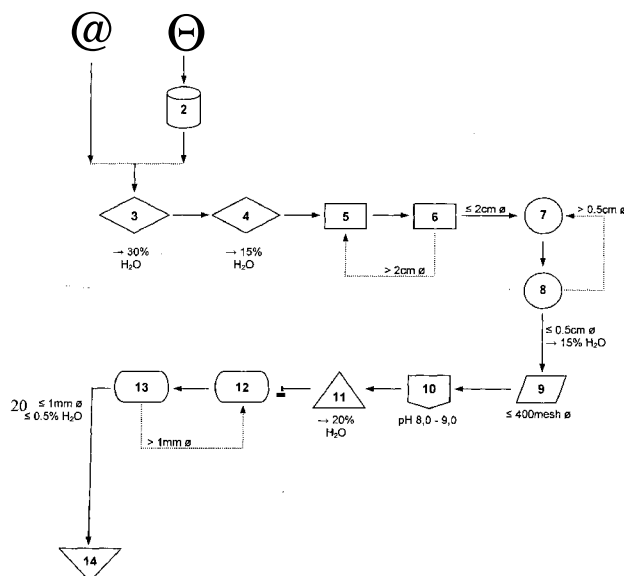 @ Θ
2
3 4 5 6 ≤ 2cm ø 7 > 0.5cm ø
→ 30%
H₂O
→ 15%
H₂O
> 2cm ø
8
≤ 0.5cm ø
→ 15% H₂O
13 12 11 10 9
20 ≤ 1mm ø
≤ 0.5% H₂O
→ 20%
H₂O
pH 8,0 - 9,0
≤ 400mesh ø
> 1mm ø
14